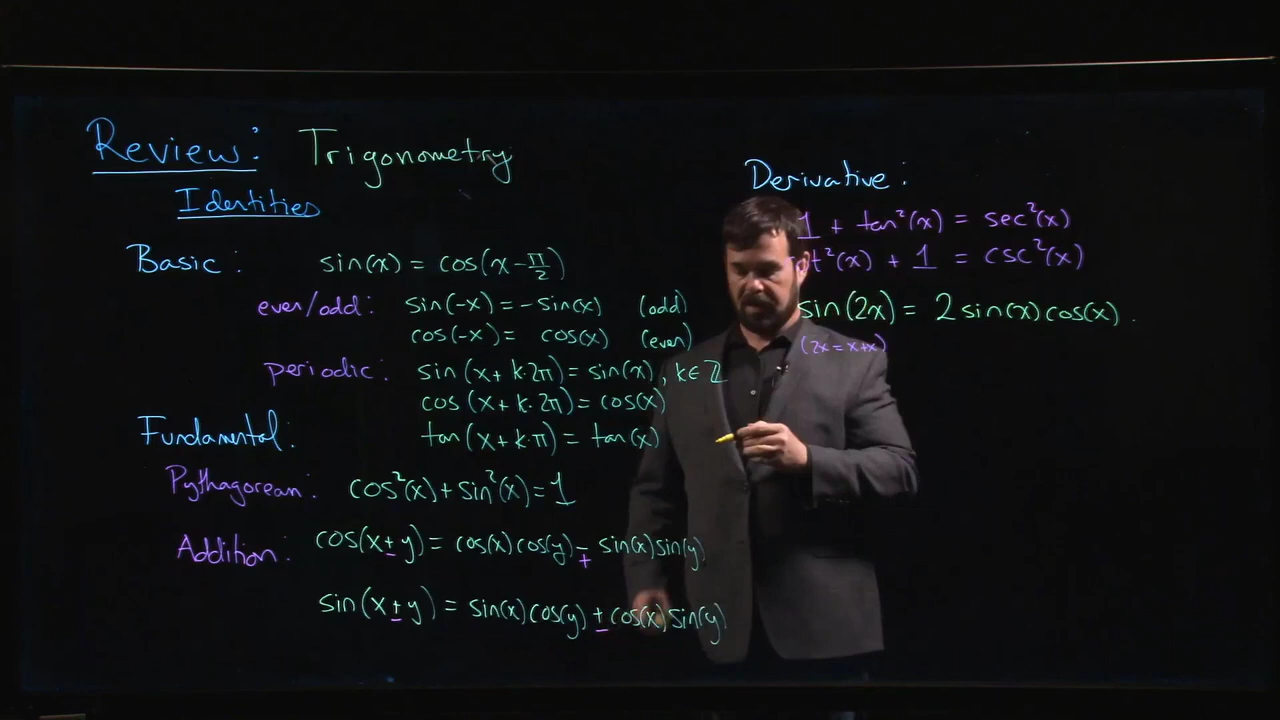 Review: Trigonometry
Identities
Basic: sin(x) = cos(x - π/2)
even/odd: sin(-x) = -sin(x) (odd)
cos(-x) = cos(x) (even)
periodic: sin(x + k·2π) = sin(x), k∈ℤ
cos(x + k·2π) = cos(x)
Fundamental: tan(x + k·π) = tan(x)
Pythagorean: cos²(x) + sin²(x) = 1
Addition: cos(x ± y) = cos(x)cos(y) ∓ sin(x)sin(y)
sin(x ± y) = sin(x)cos(y) ± cos(x)sin(y)
Derivative:
1 + tan²(x) = sec²(x)
t²(x) + 1 = csc²(x)
sin(2x) = 2 sin(x)cos(x).
(2x = x+x)